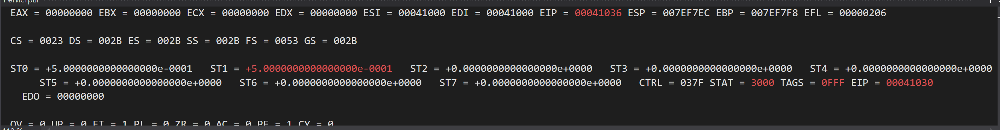 Регистры
EAX = 00000000 EBX = 00000000 ECX = 00000000 EDX = 00000000 ESI = 00041000 EDI = 00041000 EIP = 00041036 ESP = 007EF7EC EBP = 007EF7F8 EFL = 00000206
CS = 0023 DS = 002B ES = 002B SS = 002B FS = 0053 GS = 002B
ST0 = +5.0000000000000000e-0001 ST1 = +5.0000000000000000e-0001 ST2 = +0.0000000000000000e+0000 ST3 = +0.0000000000000000e+0000 ST4 = +0.0000000000000000e+0000
ST5 = +0.0000000000000000e+0000 ST6 = +0.0000000000000000e+0000 ST7 = +0.0000000000000000e+0000 CTRL = 037F STAT = 3000 TAGS = 0FFF EIP = 00041030
EDO = 00000000
OV = 0 UP = 0 EI = 1 PL = 0 ZR = 0 AC = 0 PE = 1 CY = 0
110 %